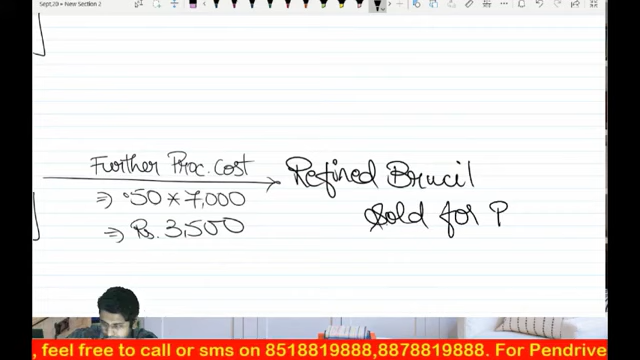 Sept.20 + New Section 2
Further Proc. Cost
Refined Brucil
⇒ .50 * 7,000
Sold for P
⇒ Rs. 3,500
, feel free to call or sms on 8518819888,8878819888. For Pendrive